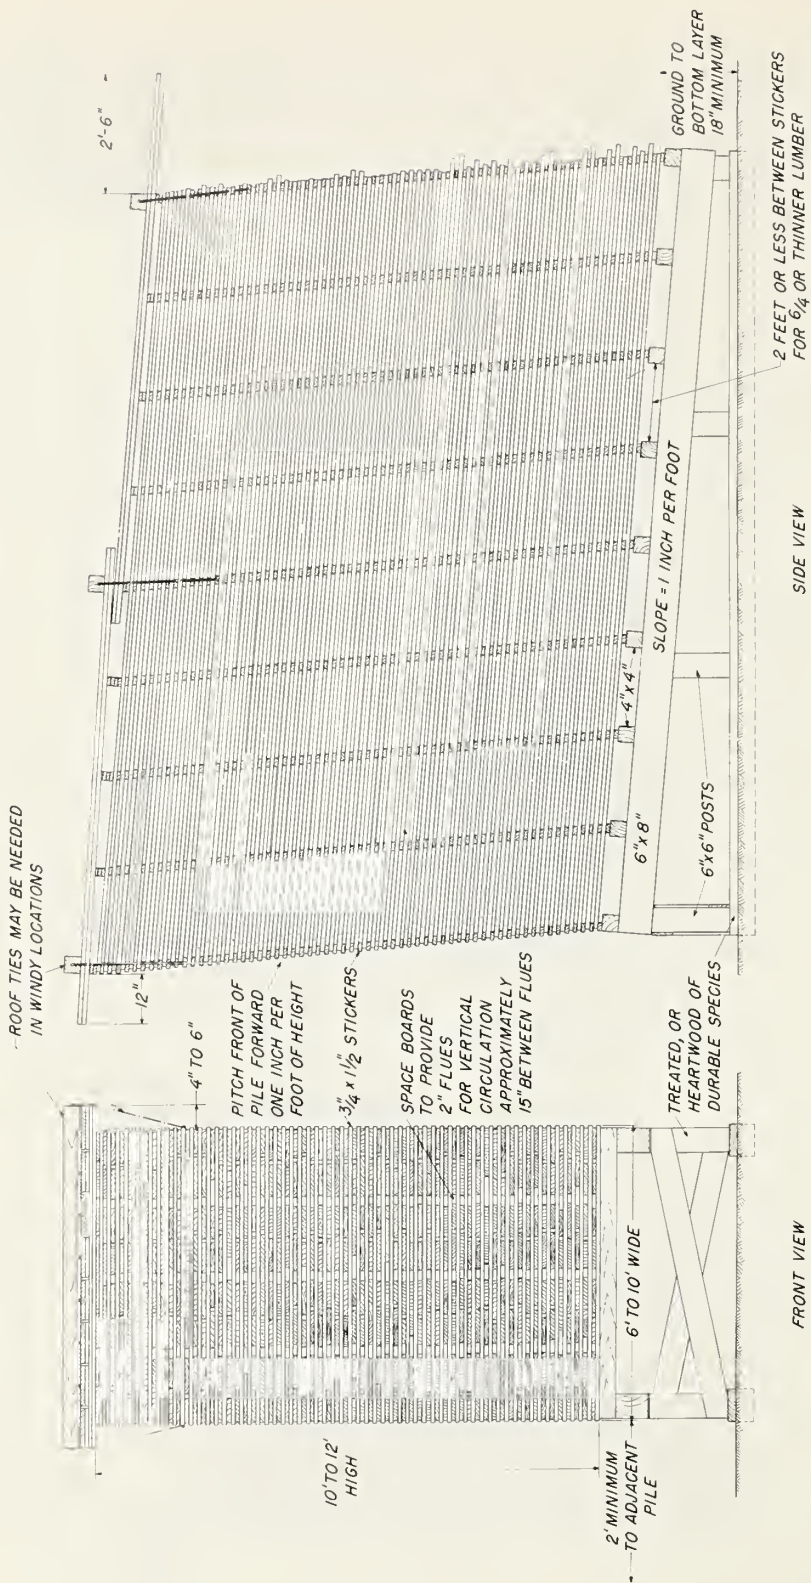 ROOF TIES MAY BE NEEDED
IN WINDY LOCATIONS
4" TO 6"
12"
2'-6"
PITCH FRONT OF
PILE FORWARD
ONE INCH PER
FOOT OF HEIGHT
3/4" x 1 1/2" STICKERS
SPACE BOARDS
TO PROVIDE
2" FLUES
FOR VERTICAL
CIRCULATION
APPROXIMATELY
15" BETWEEN FLUES
10' TO 12'
HIGH
2' MINIMUM
TO ADJACENT
PILE
6' TO 10' WIDE
TREATED, OR
HEARTWOOD OF
DURABLE SPECIES
6"x8"
4"x4"
SLOPE = 1 INCH PER FOOT
6"x6" POSTS
GROUND TO
BOTTOM LAYER
18" MINIMUM
2 FEET OR LESS BETWEEN STICKERS
FOR 6/4 OR THINNER LUMBER
FRONT VIEW
SIDE VIEW